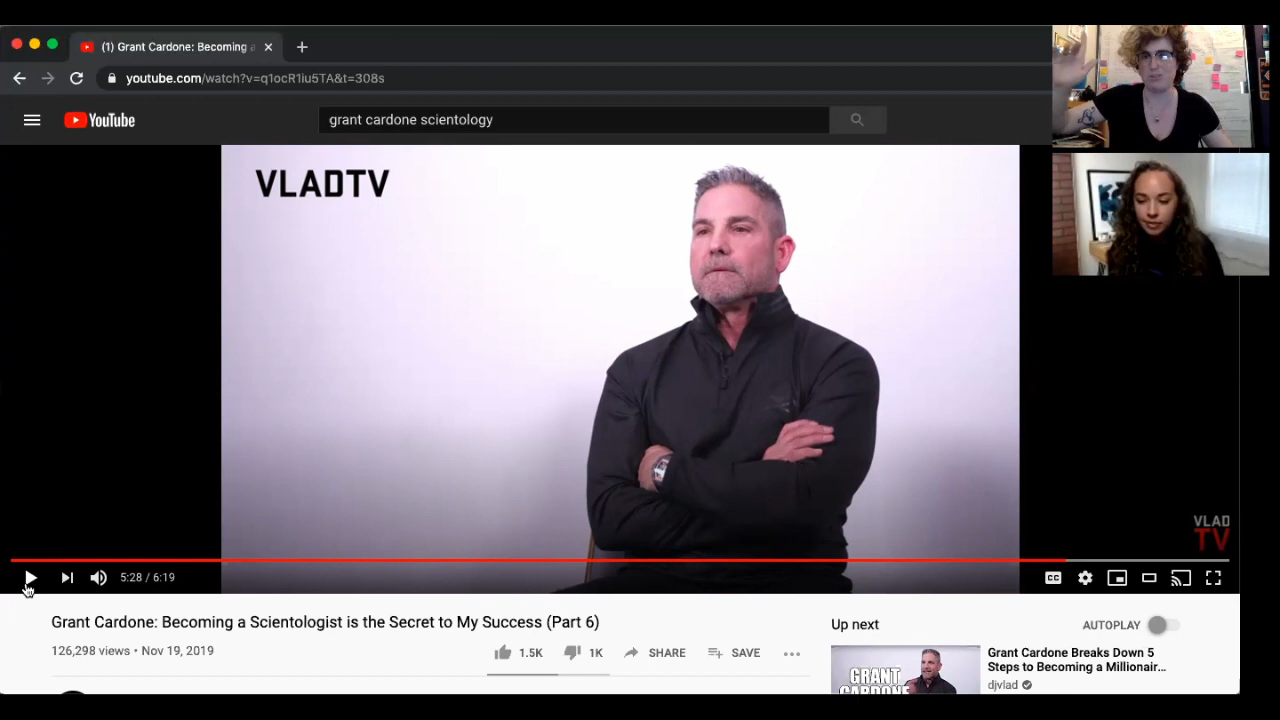 (1) Grant Cardone: Becoming a
youtube.com/watch?v=q1ocR1iu5TA&t=308s
YouTube
grant cardone scientology
VLADTV
VLAD
TV
5:28 / 6:19
CC
Grant Cardone: Becoming a Scientologist is the Secret to My Success (Part 6)
126,298 views • Nov 19, 2019
1.5K
1K
SHARE
SAVE
Up next
AUTOPLAY
GRANT
CARDONE
Grant Cardone Breaks Down 5
Steps to Becoming a Millionair...
djvlad